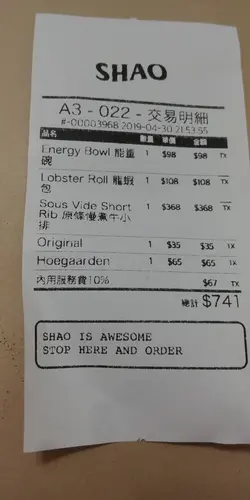 SHAO
A3 - 022 - 交易明細
#-00003968 2019-04-30 21:53:55
品名 數量 單價 金額
Energy Bowl 能量 1 $98 $98 TX
碗
Lobster Roll 龍蝦 1 $108 $108 TX
包
Sous Vide Short 1 $368 $368 TX
Rib 原條慢煮牛小
排
Original 1 $35 $35 TX
Hoegaarden 1 $65 $65 TX
內用服務費10% $67 TX
總計 $741
SHAO IS AWESOME
STOP HERE AND ORDER